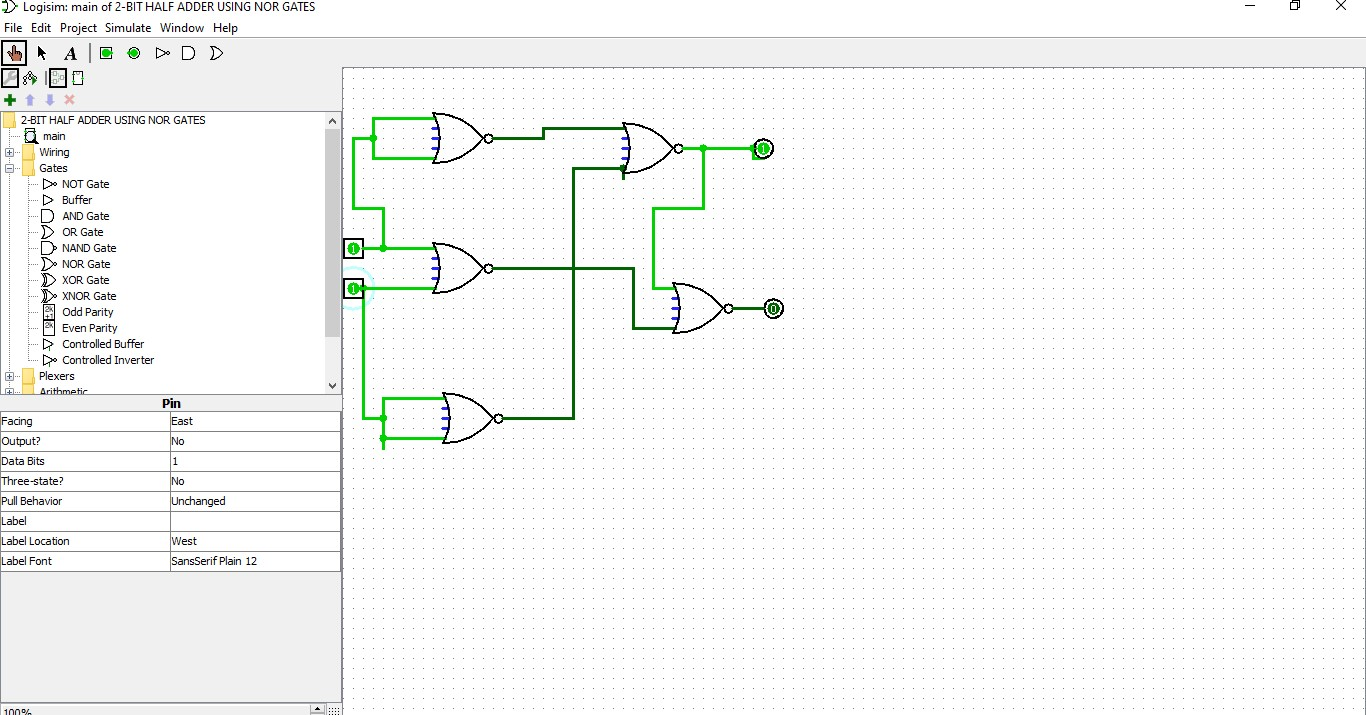 Logisim: main of 2-BIT HALF ADDER USING NOR GATES
File Edit Project Simulate Window Help
A
2-BIT HALF ADDER USING NOR GATES
main
Wiring
Gates
NOT Gate
Buffer
AND Gate
OR Gate
NAND Gate
NOR Gate
XOR Gate
XNOR Gate
Odd Parity
Even Parity
Controlled Buffer
Controlled Inverter
Plexers
Arithmetic
Pin
Facing East
Output? No
Data Bits 1
Three-state? No
Pull Behavior Unchanged
Label
Label Location West
Label Font SansSerif Plain 12
100%
1
1
1
0